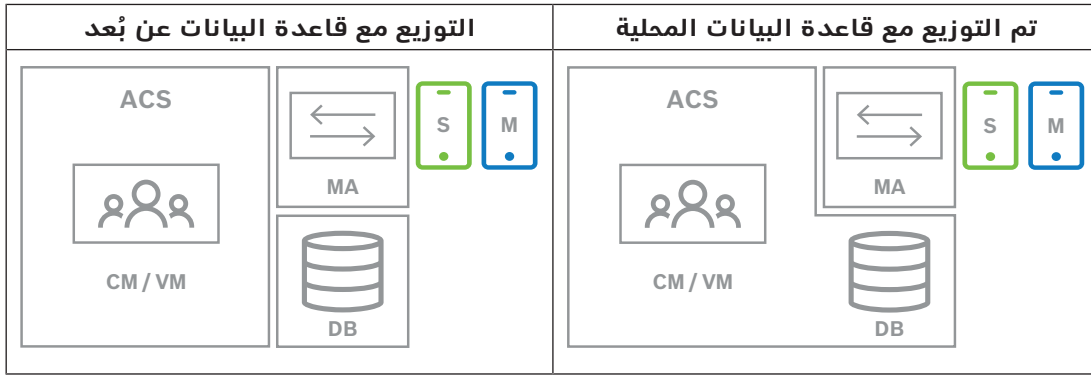 تم التوزيع مع قاعدة البيانات المحلية
التوزيع مع قاعدة البيانات عن بُعد
ACS
S
M
MA
CM / VM
DB
ACS
S
M
MA
CM / VM
DB